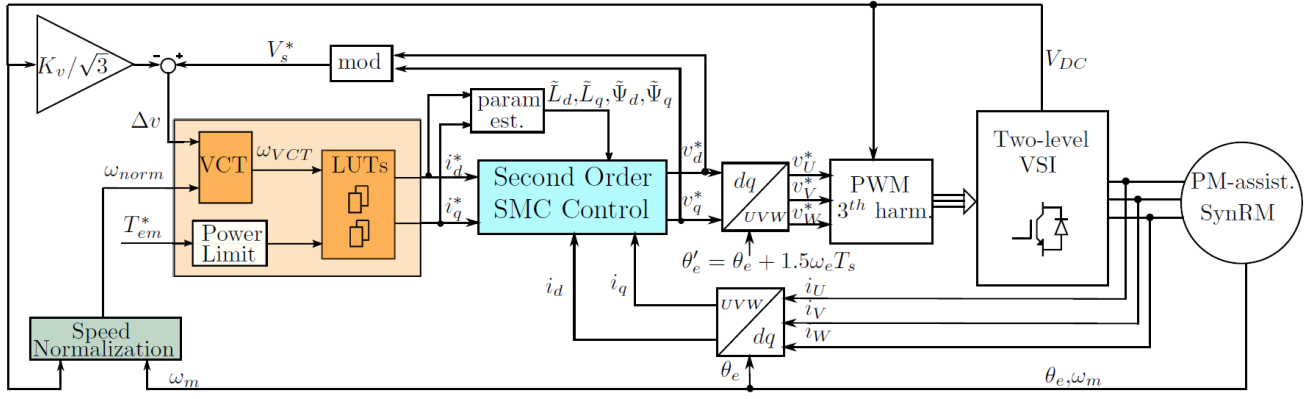 K_v/√3
-
+
V_s^*
mod
V_DC
Δv
param
est.
L̃_d,L̃_q,Ψ̃_d,Ψ̃_q
VCT
ω_VCT
LUTs
i_d^*
i_q^*
Second Order
SMC Control
v_d^*
v_q^*
dq
UVW
v_U^*
v_V^*
v_W^*
PWM
3^th harm.
Two-level
VSI
PM-assist.
SynRM
ω_norm
T_em^*
Power
Limit
θ'_e = θ_e + 1.5ω_eT_s
i_d
i_q
UVW
dq
i_U
i_V
i_W
Speed
Normalization
ω_m
θ_e
θ_e,ω_m